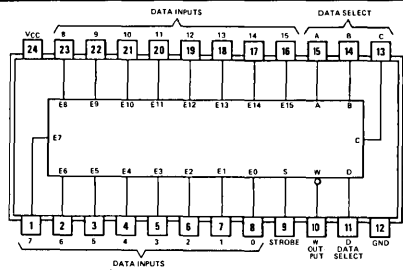 DATA INPUTS DATA SELECT
VCC 8 9 10 11 12 13 14 15 A B C
24 23 22 21 20 19 18 17 16 15 14 13
E8 E9 E10 E11 E12 E13 E14 E15 A B
E7 C
E6 E5 E4 E3 E2 E1 E0 S W D
1 2 3 4 5 6 7 8 9 10 11 12
7 6 5 4 3 2 1 0 STROBE W D GND
OUT DATA
PUT SELECT
DATA INPUTS